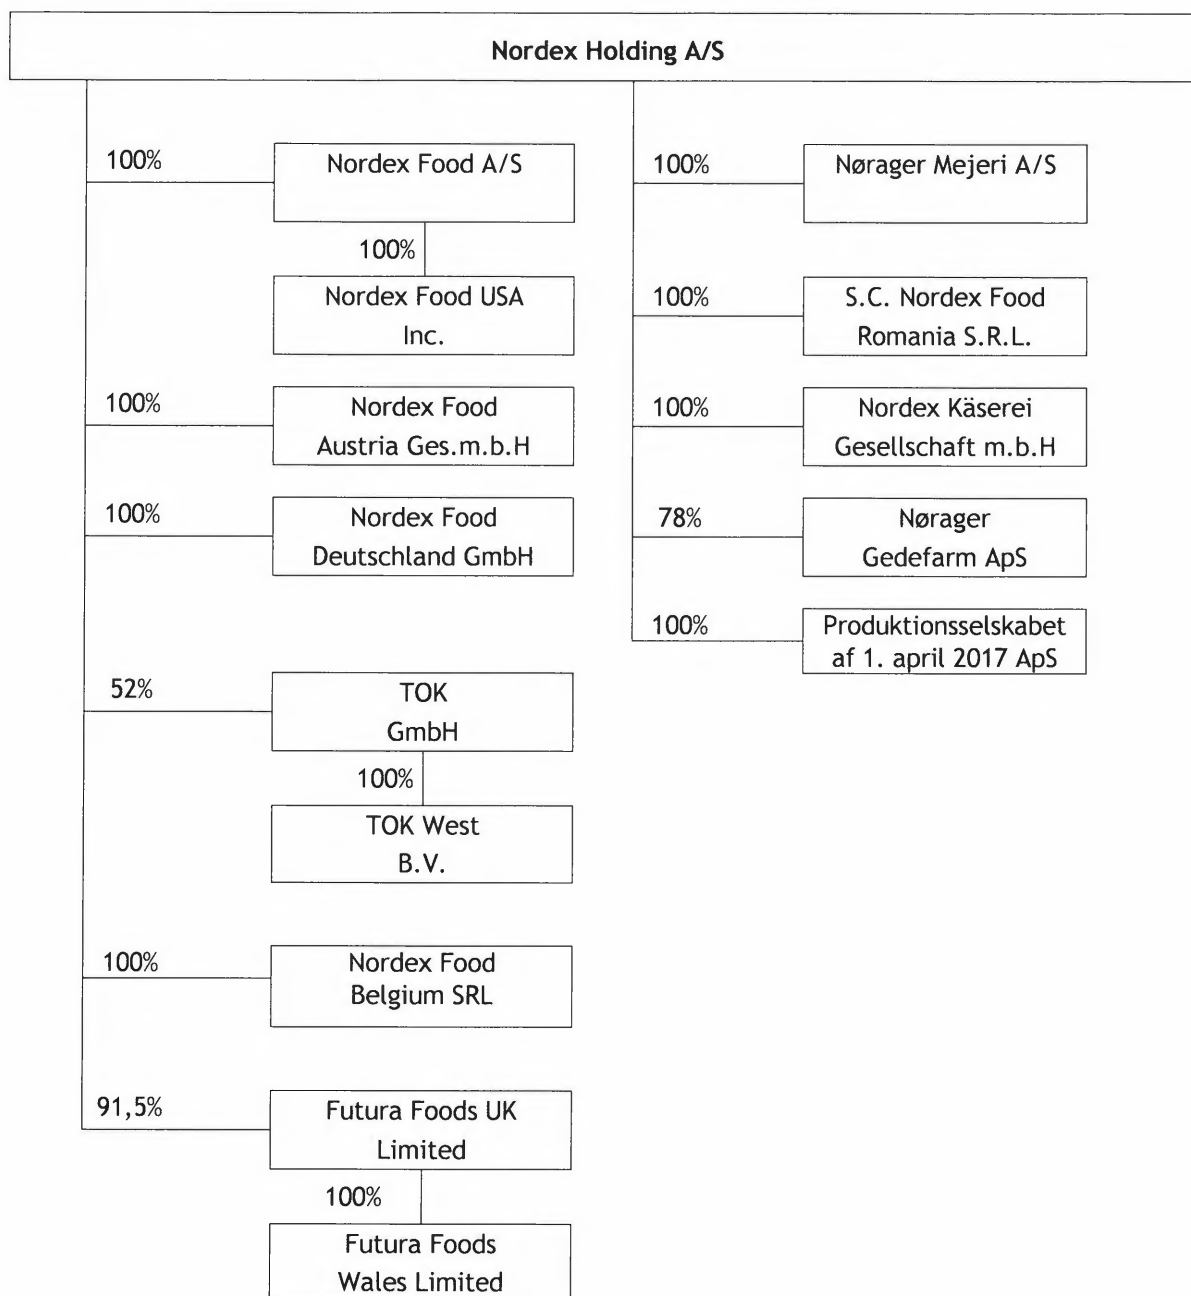 Nordex Holding A/S
100%
Nordex Food A/S
100%
Nordex Food USA
Inc.
100%
Nordex Food
Austria Ges.m.b.H
100%
Nordex Food
Deutschland GmbH
52%
TOK
GmbH
100%
TOK West
B.V.
100%
Nordex Food
Belgium SRL
91,5%
Futura Foods UK
Limited
100%
Futura Foods
Wales Limited
100%
Nørager Mejeri A/S
100%
S.C. Nordex Food
Romania S.R.L.
100%
Nordex Käserei
Gesellschaft m.b.H
78%
Nørager
Gedefarm ApS
100%
Produktionsselskabet
af 1. april 2017 ApS